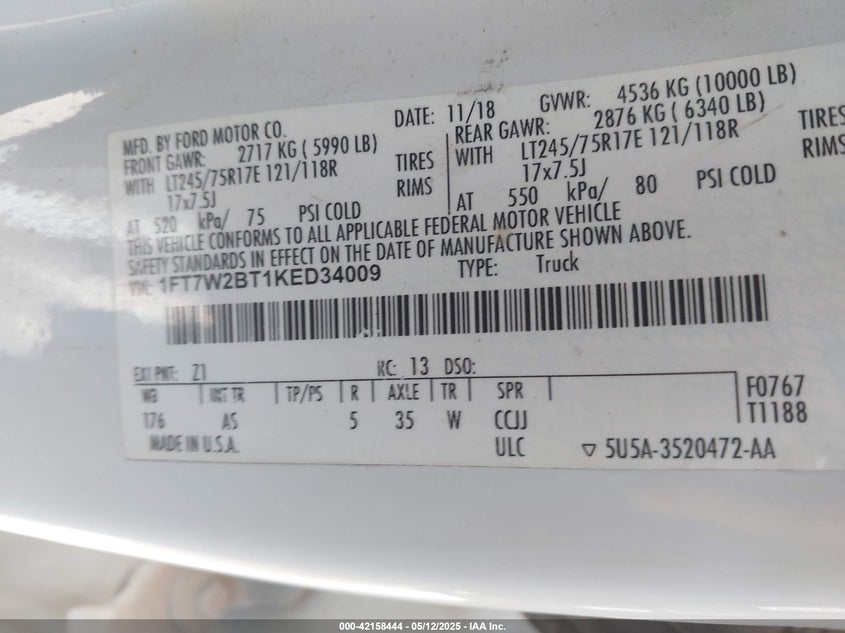 MFD. BY FORD MOTOR CO. DATE: 11/18 GVWR: 4536 KG (10000 LB)
FRONT GAWR: 2717 KG ( 5990 LB) REAR GAWR: 2876 KG ( 6340 LB)
WITH LT245/75R17E 121/118R TIRES WITH LT245/75R17E 121/118R TIRES
17x7.5J RIMS 17x7.5J RIMS
AT 520 kPa/ 75 PSI COLD AT 550 kPa/ 80 PSI COLD
THIS VEHICLE CONFORMS TO ALL APPLICABLE FEDERAL MOTOR VEHICLE
SAFETY STANDARDS IN EFFECT ON THE DATE OF MANUFACTURE SHOWN ABOVE.
VIN: 1FT7W2BT1KED34009 TYPE: Truck
EXT PNT: Z1 RC: 13 DSO:
WB INT TR TP/PS R AXLE TR SPR F0767
176 AS 5 35 W CCJJ T1188
MADE IN U.S.A. ULC ▽ 5U5A-3520472-AA
000-42158444 - 05/12/2025 - IAA Inc.